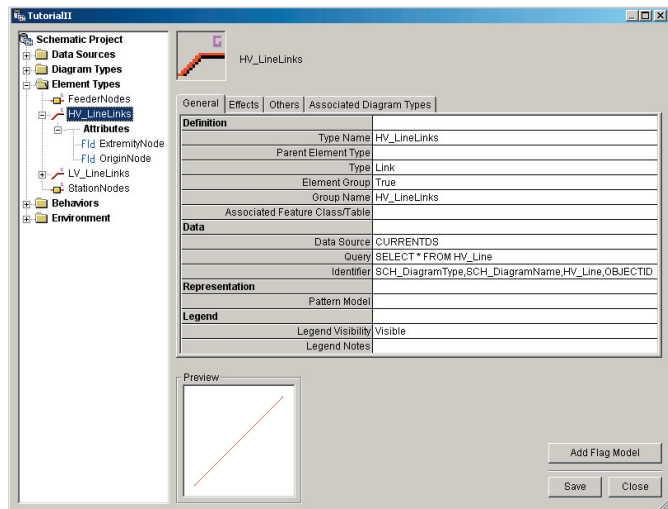 TutorialII
Schematic Project
Data Sources
Diagram Types
Element Types
FeederNodes
HV_LineLinks
Attributes
Fld ExtremityNode
Fld OriginNode
LV_LineLinks
StationNodes
Behaviors
Environment
HV_LineLinks
General Effects Others Associated Diagram Types
Definition
Type Name HV_LineLinks
Parent Element Type
Type Link
Element Group True
Group Name HV_LineLinks
Associated Feature Class/Table
Data
Data Source CURRENTDS
Query SELECT * FROM HV_Line
Identifier SCH_DiagramType,SCH_DiagramName,HV_Line,OBJECTID
Representation
Pattern Model
Legend
Legend Visibility Visible
Legend Notes
Preview
Add Flag Model
Save Close